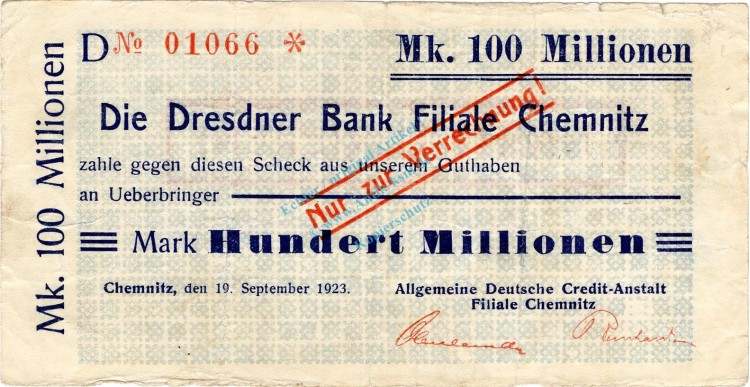 Mk. 100 Millionen
D № 01066 *
Mk. 100 Millionen
Die Dresdner Bank Filiale Chemnitz
zahle gegen diesen Scheck aus unserem Guthaben
an Ueberbringer
Nur zur Verrechnung!
Mark Hundert Millionen
Chemnitz, den 19. September 1923.
Allgemeine Deutsche Credit-Anstalt
Filiale Chemnitz